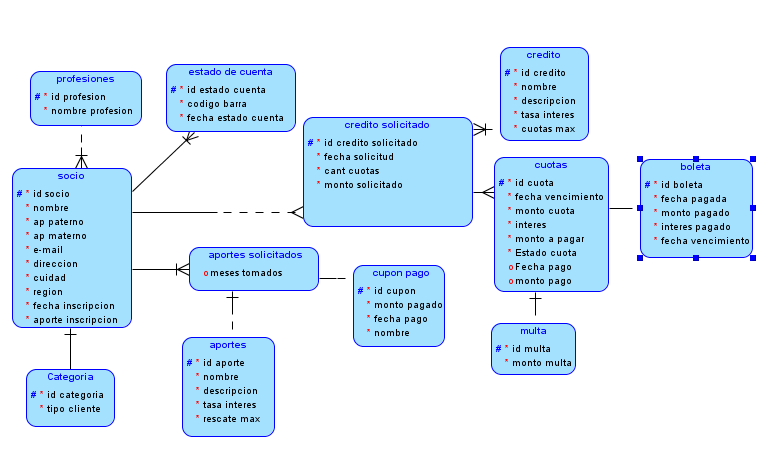 profesiones
# * id profesion
* nombre profesion
estado de cuenta
# * id estado cuenta
* codigo barra
* fecha estado cuenta
credito
# * id credito
* nombre
* descripcion
* tasa interes
* cuotas max
credito solicitado
# * id credito solicitado
* fecha solicitud
* cant cuotas
* monto solicitado
socio
# * id socio
* nombre
* ap paterno
* ap materno
* e-mail
* direccion
* cuidad
* region
* fecha inscripcion
* aporte inscripcion
cuotas
# * id cuota
* fecha vencimiento
* monto cuota
* interes
* monto a pagar
* Estado cuota
o Fecha pago
o monto pago
boleta
# * id boleta
* fecha pagada
* monto pagado
* interes pagado
* fecha vencimiento
aportes solicitados
o meses tomados
cupon pago
# * id cupon
* monto pagado
* fecha pago
* nombre
multa
# * id multa
* monto multa
aportes
# * id aporte
* nombre
* descripcion
* tasa interes
* rescate max
Categoria
# * id categoria
* tipo cliente